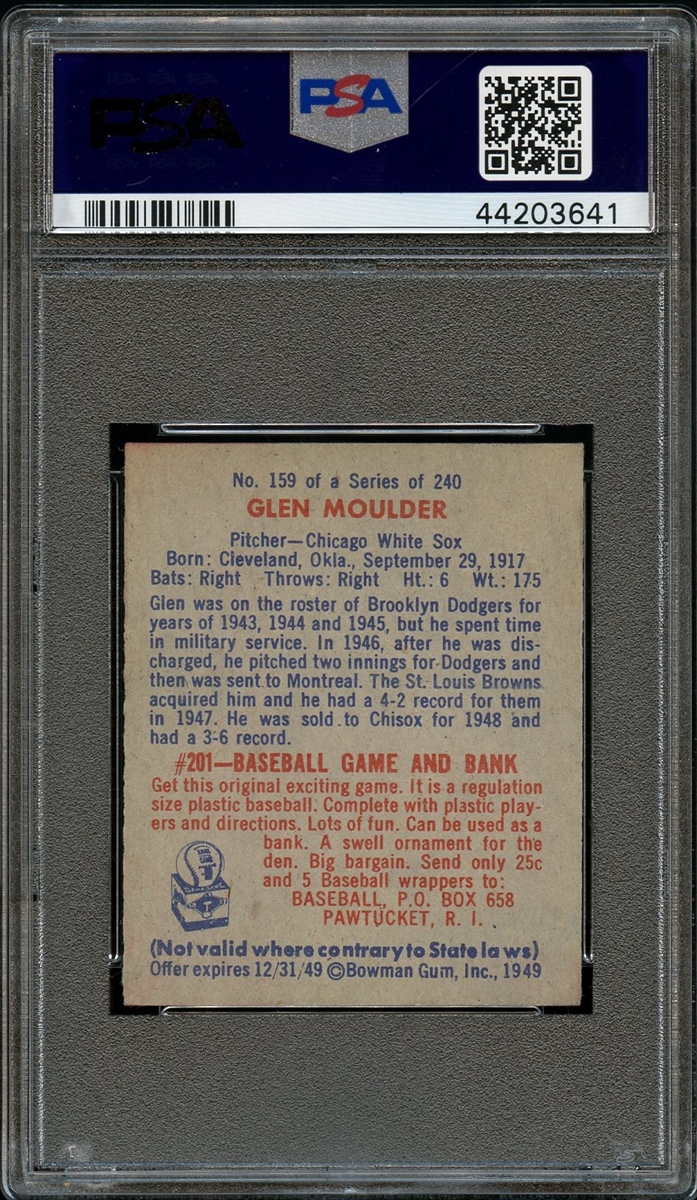 PSA
PSA
44203641
No. 159 of a Series of 240
GLEN MOULDER
Pitcher—Chicago White Sox
Born: Cleveland, Okla., September 29, 1917
Bats: Right Throws: Right Ht.: 6 Wt.: 175
Glen was on the roster of Brooklyn Dodgers for
years of 1943, 1944 and 1945, but he spent time
in military service. In 1946, after he was dis-
charged, he pitched two innings for Dodgers and
then was sent to Montreal. The St. Louis Browns
acquired him and he had a 4-2 record for them
in 1947. He was sold to Chisox for 1948 and
had a 3-6 record.
#201—BASEBALL GAME AND BANK
Get this original exciting game. It is a regulation
size plastic baseball. Complete with plastic play-
ers and directions. Lots of fun. Can be used as a
bank. A swell ornament for the
den. Big bargain. Send only 25c
and 5 Baseball wrappers to:
BASEBALL, P.O. BOX 658
PAWTUCKET, R. I.
(Not valid where contrary to State laws)
Offer expires 12/31/49 ©Bowman Gum, Inc., 1949